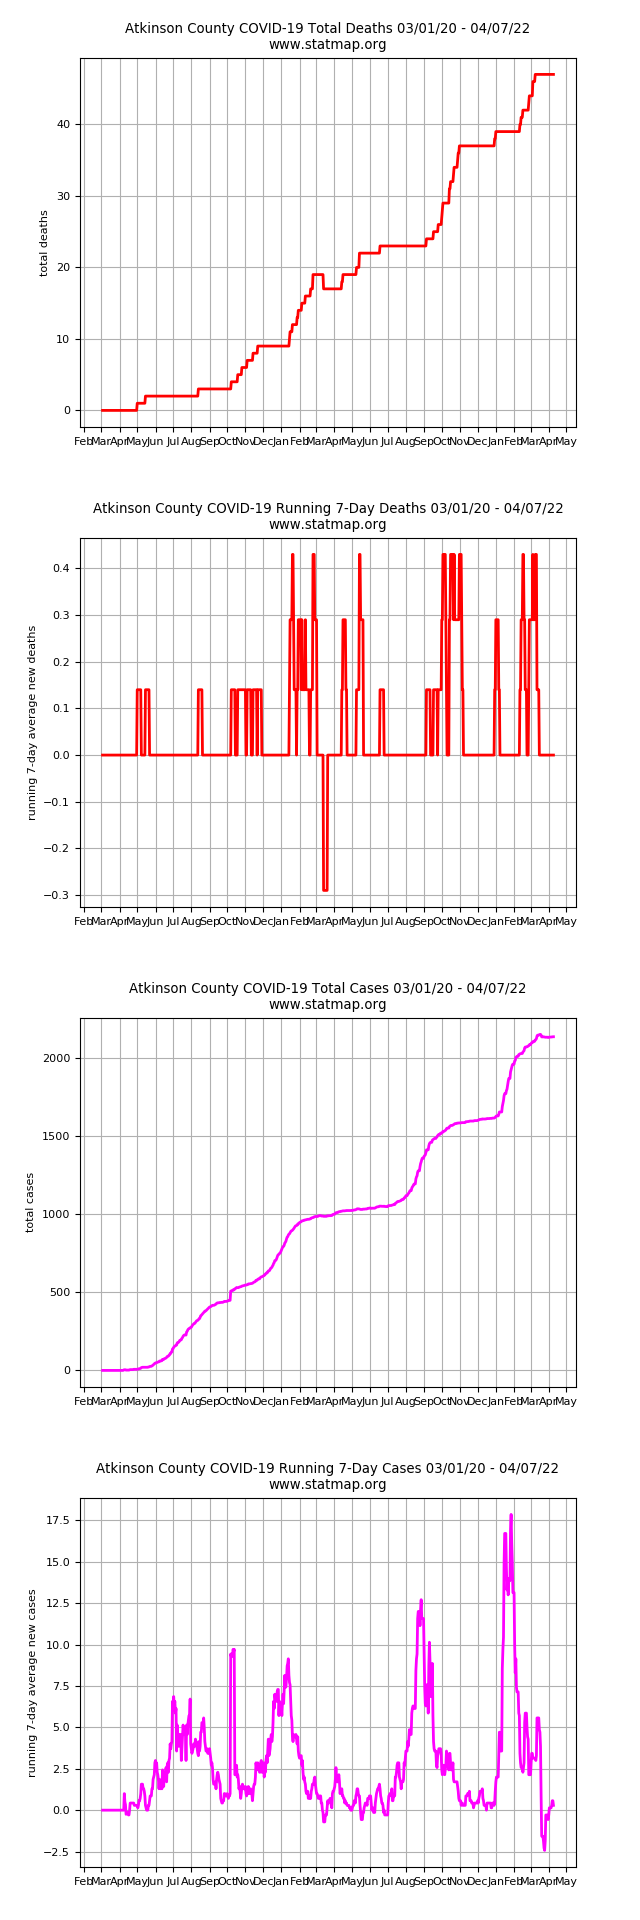 Atkinson County COVID-19 Total Deaths 03/01/20 - 04/07/22
www.statmap.org
total deaths
40
30
20
10
0
Feb Mar Apr May Jun Jul Aug Sep Oct Nov Dec Jan Feb Mar Apr May Jun Jul Aug Sep Oct Nov Dec Jan Feb Mar Apr May
Atkinson County COVID-19 Running 7-Day Deaths 03/01/20 - 04/07/22
www.statmap.org
running 7-day average new deaths
0.4
0.3
0.2
0.1
0.0
−0.1
−0.2
−0.3
Feb Mar Apr May Jun Jul Aug Sep Oct Nov Dec Jan Feb Mar Apr May Jun Jul Aug Sep Oct Nov Dec Jan Feb Mar Apr May
Atkinson County COVID-19 Total Cases 03/01/20 - 04/07/22
www.statmap.org
total cases
2000
1500
1000
500
0
Feb Mar Apr May Jun Jul Aug Sep Oct Nov Dec Jan Feb Mar Apr May Jun Jul Aug Sep Oct Nov Dec Jan Feb Mar Apr May
Atkinson County COVID-19 Running 7-Day Cases 03/01/20 - 04/07/22
www.statmap.org
running 7-day average new cases
17.5
15.0
12.5
10.0
7.5
5.0
2.5
0.0
−2.5
Feb Mar Apr May Jun Jul Aug Sep Oct Nov Dec Jan Feb Mar Apr May Jun Jul Aug Sep Oct Nov Dec Jan Feb Mar Apr May